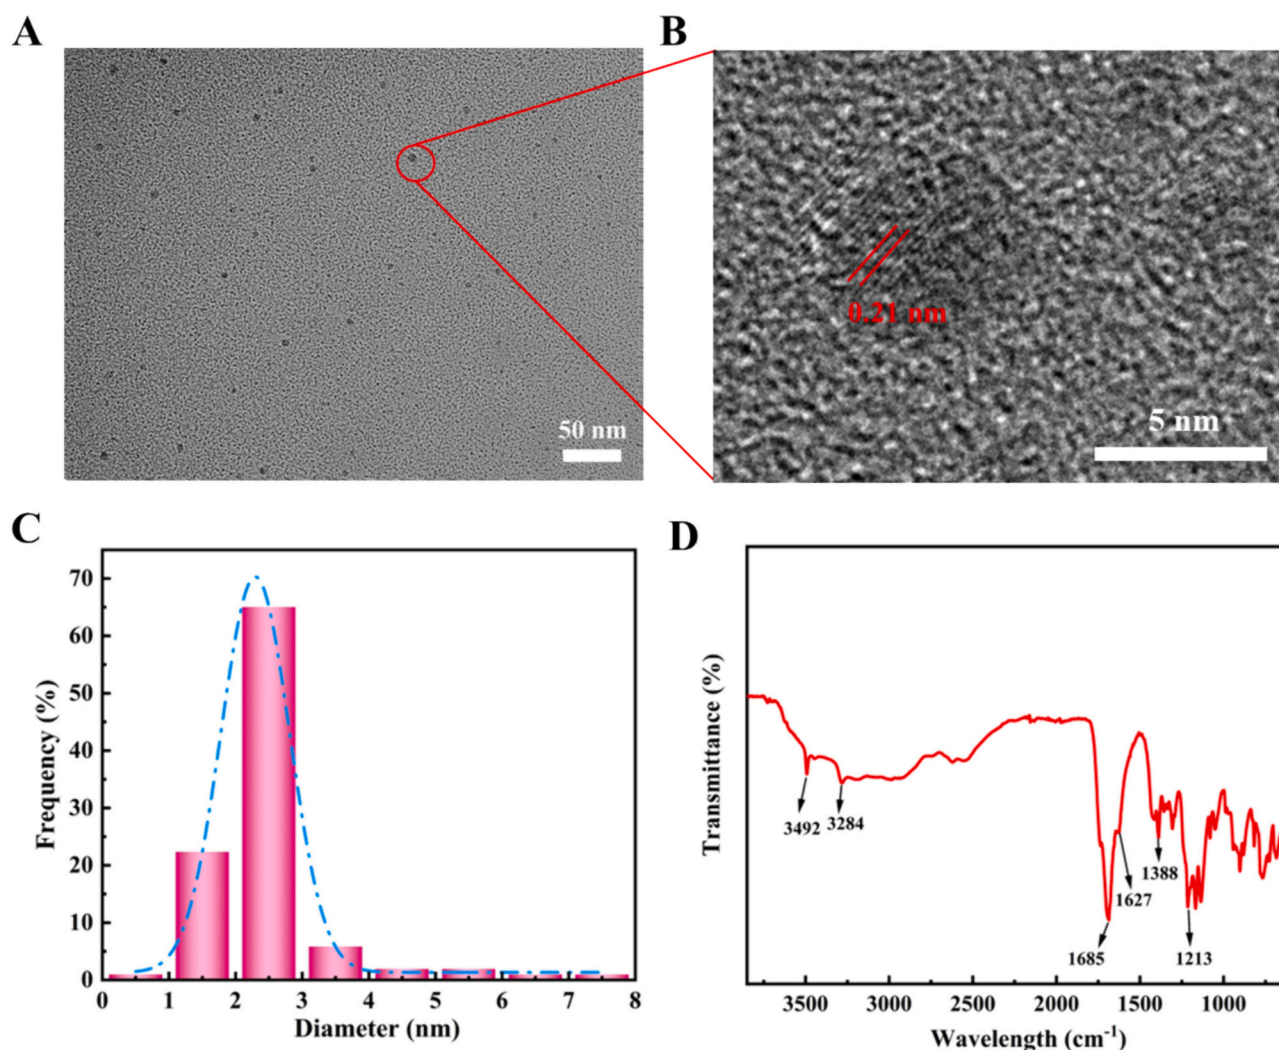 A
B
50 nm
0.21 nm
5 nm
C
D
70
60
50
40
30
20
10
0
Frequency (%)
0 1 2 3 4 5 6 7 8
Diameter (nm)
Transmittance (%)
3492
3284
1685
1627
1388
1213
3500 3000 2500 2000 1500 1000
Wavelength (cm⁻¹)